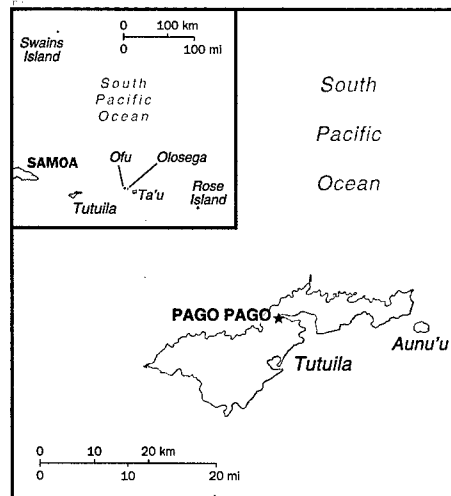 0 100 km
0 100 mi
Swains
Island
South
Pacific
Ocean
SAMOA
Ofu
Olosega
Ta'u
Tutuila
Rose
Island
South
Pacific
Ocean
PAGO PAGO
Aunu'u
Tutuila
0 10 20 km
0 10 20 mi